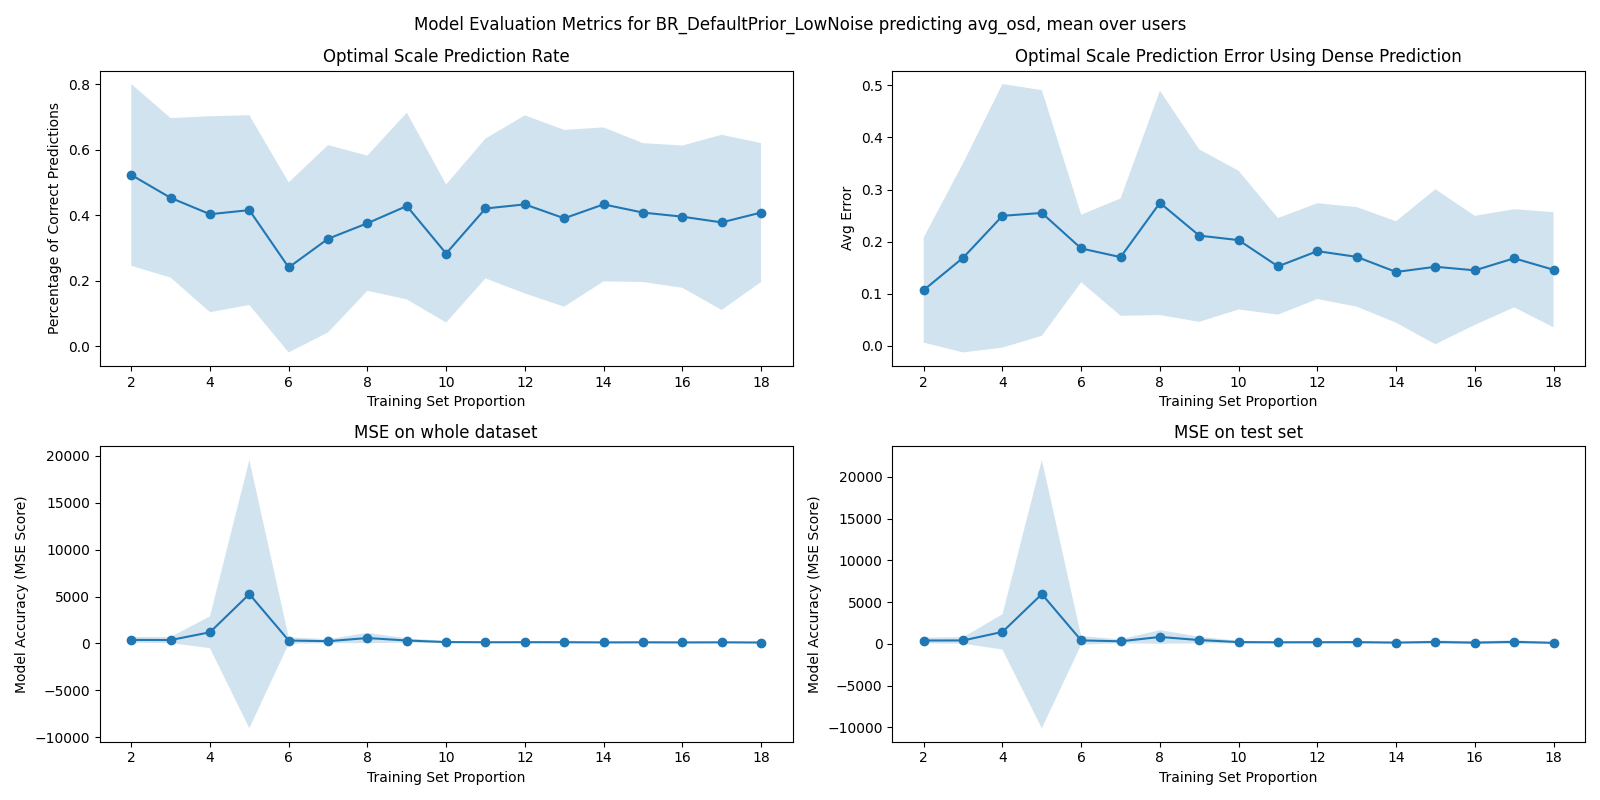 Model Evaluation Metrics for BR_DefaultPrior_LowNoise predicting avg_osd, mean over users
Optimal Scale Prediction Rate
Percentage of Correct Predictions
0.8
0.6
0.4
0.2
0.0
2 4 6 8 10 12 14 16 18
Training Set Proportion
Optimal Scale Prediction Error Using Dense Prediction
Avg Error
0.5
0.4
0.3
0.2
0.1
0.0
2 4 6 8 10 12 14 16 18
Training Set Proportion
MSE on whole dataset
Model Accuracy (MSE Score)
20000
15000
10000
5000
0
−5000
−10000
2 4 6 8 10 12 14 16 18
Training Set Proportion
MSE on test set
Model Accuracy (MSE Score)
20000
15000
10000
5000
0
−5000
−10000
2 4 6 8 10 12 14 16 18
Training Set Proportion